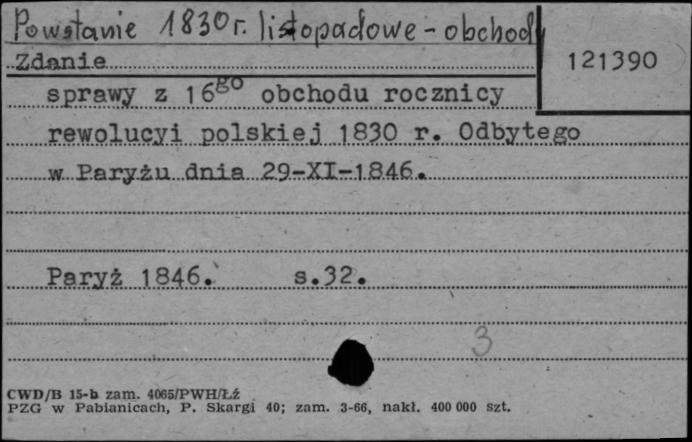 Powstanie 1830 r. listopadowe - obchody
Zdanie
121390
sprawy z 16go obchodu rocznicy
rewolucyi polskiej 1830 r. Odbytego
w Paryżu dnia 29-XI-1846.
Paryż 1846. s.32.
3
CWD/B 15-b zam. 4065/PWH/Łź
PZG w Pabianicach, P. Skargi 40; zam. 3-66, nakł. 400 000 szt.